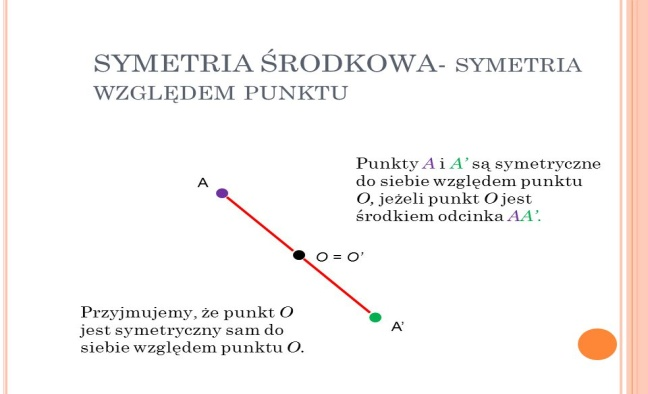 SYMETRIA ŚRODKOWA- SYMETRIA
WZGLĘDEM PUNKTU
Punkty A i A' są symetryczne
do siebie względem punktu
O, jeżeli punkt O jest
środkiem odcinka AA'.
A
O = O'
A'
Przyjmujemy, że punkt O
jest symetryczny sam do
siebie względem punktu O.